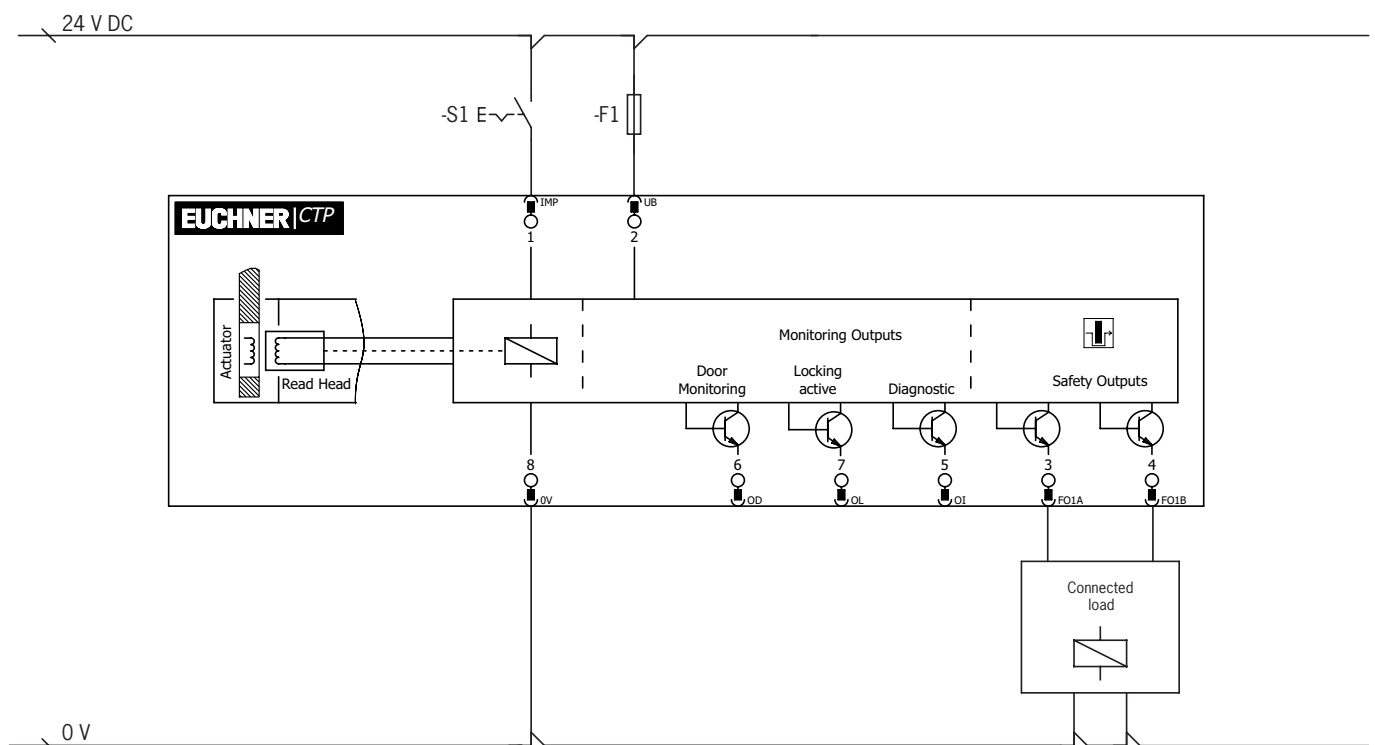 24 V DC
-S1 E
-F1
IMP
UB
EUCHNER CTP
1
2
Actuator
Read Head
Monitoring Outputs
Door
Monitoring
Locking
active
Diagnostic
Safety Outputs
8
6
7
5
3
4
0V
OD
OL
OI
FO1A
FO1B
Connected
load
0 V